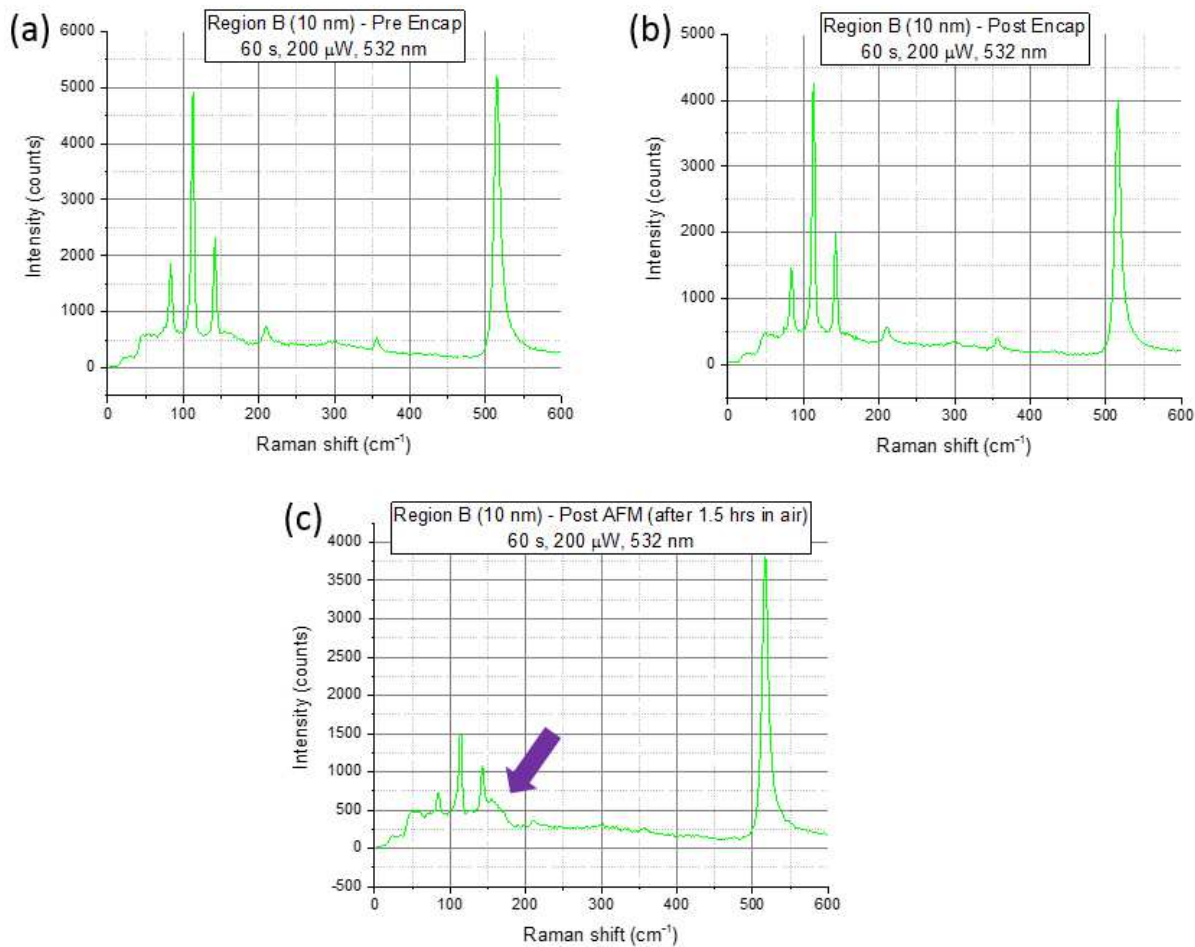 (a)
Region B (10 nm) - Pre Encap
60 s, 200 μW, 532 nm
6000
5000
4000
3000
2000
1000
0
Intensity (counts)
0 100 200 300 400 500 600
Raman shift (cm⁻¹)
(b)
Region B (10 nm) - Post Encap
60 s, 200 μW, 532 nm
5000
4000
3000
2000
1000
0
Intensity (counts)
0 100 200 300 400 500 600
Raman shift (cm⁻¹)
(c)
Region B (10 nm) - Post AFM (after 1.5 hrs in air)
60 s, 200 μW, 532 nm
4000
3500
3000
2500
2000
1500
1000
500
0
-500
Intensity (counts)
0 100 200 300 400 500 600
Raman shift (cm⁻¹)